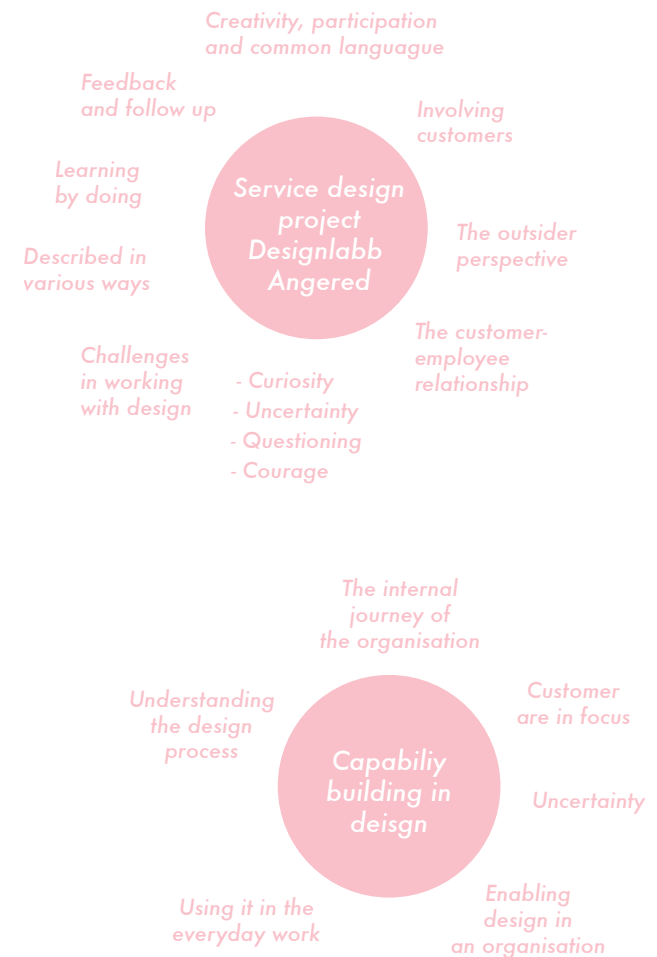 Creativity, participation
and common languague
Feedback
and follow up
Involving
customers
Learning
by doing
Service design
project
Designlabb
Angered
The outsider
perspective
Described in
various ways
The customer-
employee
relationship
Challenges
in working
with design
- Curiosity
- Uncertainty
- Questioning
- Courage
The internal
journey of
the organisation
Understanding
the design
process
Customer
are in focus
Capabiliy
building in
deisgn
Uncertainty
Using it in the
everyday work
Enabling
design in
an organisation